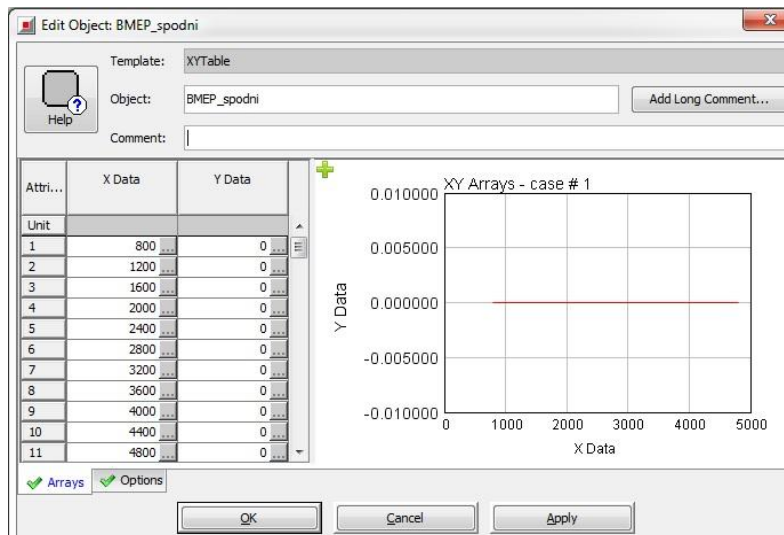 Edit Object: BMEP_spodni
x
Template: XYTable
Help
?
Object: BMEP_spodni
Add Long Comment...
Comment:
Attri... X Data Y Data
Unit
1 800 ... 0 ...
2 1200 ... 0 ...
3 1600 ... 0 ...
4 2000 ... 0 ...
5 2400 ... 0 ...
6 2800 ... 0 ...
7 3200 ... 0 ...
8 3600 ... 0 ...
9 4000 ... 0 ...
10 4400 ... 0 ...
11 4800 ... 0 ...
XY Arrays - case # 1
0.010000
0.005000
0.000000
-0.005000
-0.010000
Y Data
0 1000 2000 3000 4000 5000
X Data
Arrays Options
OK Cancel Apply